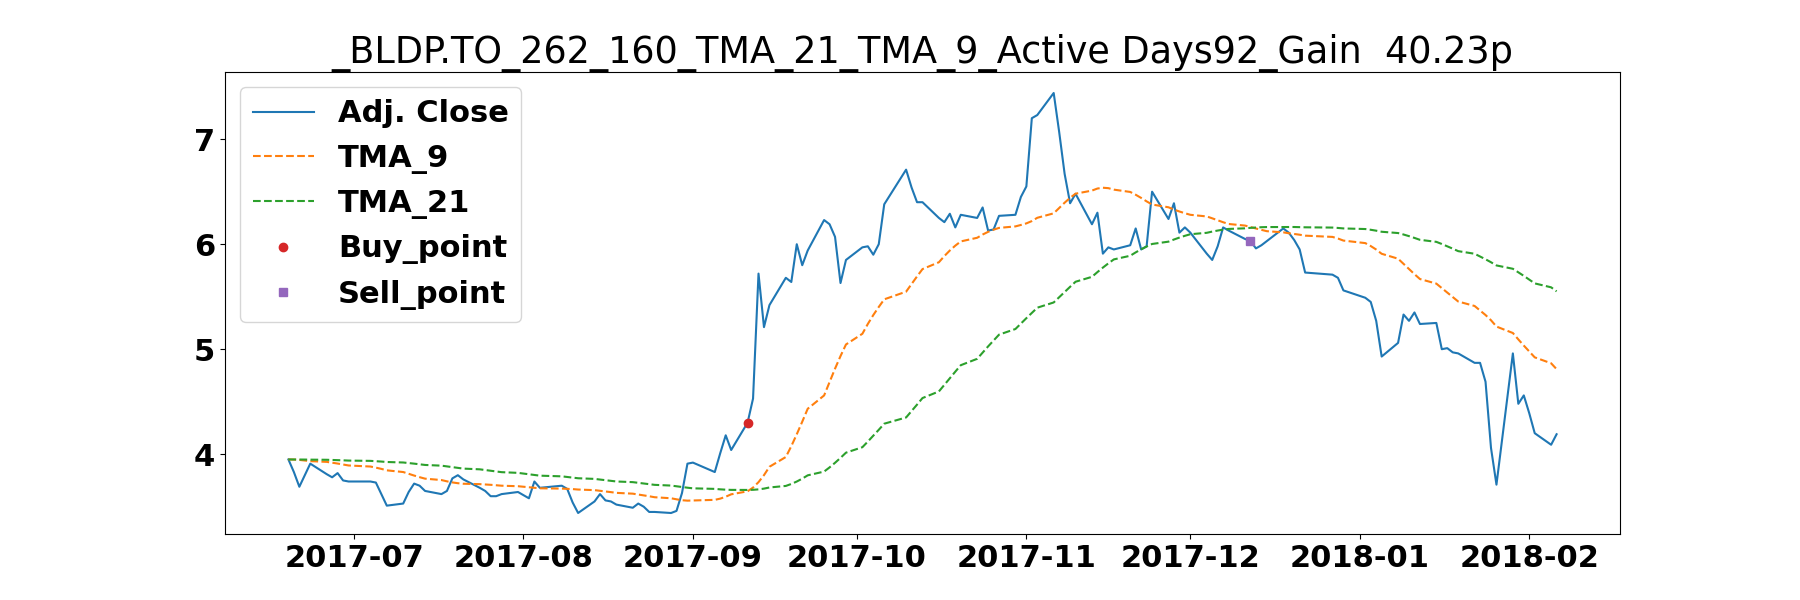 _BLDP.TO_262_160_TMA_21_TMA_9_Active Days92_Gain  40.23p
Adj. Close
TMA_9
TMA_21
Buy_point
Sell_point
7
6
5
4
2017-07 2017-08 2017-09 2017-10 2017-11 2017-12 2018-01 2018-02